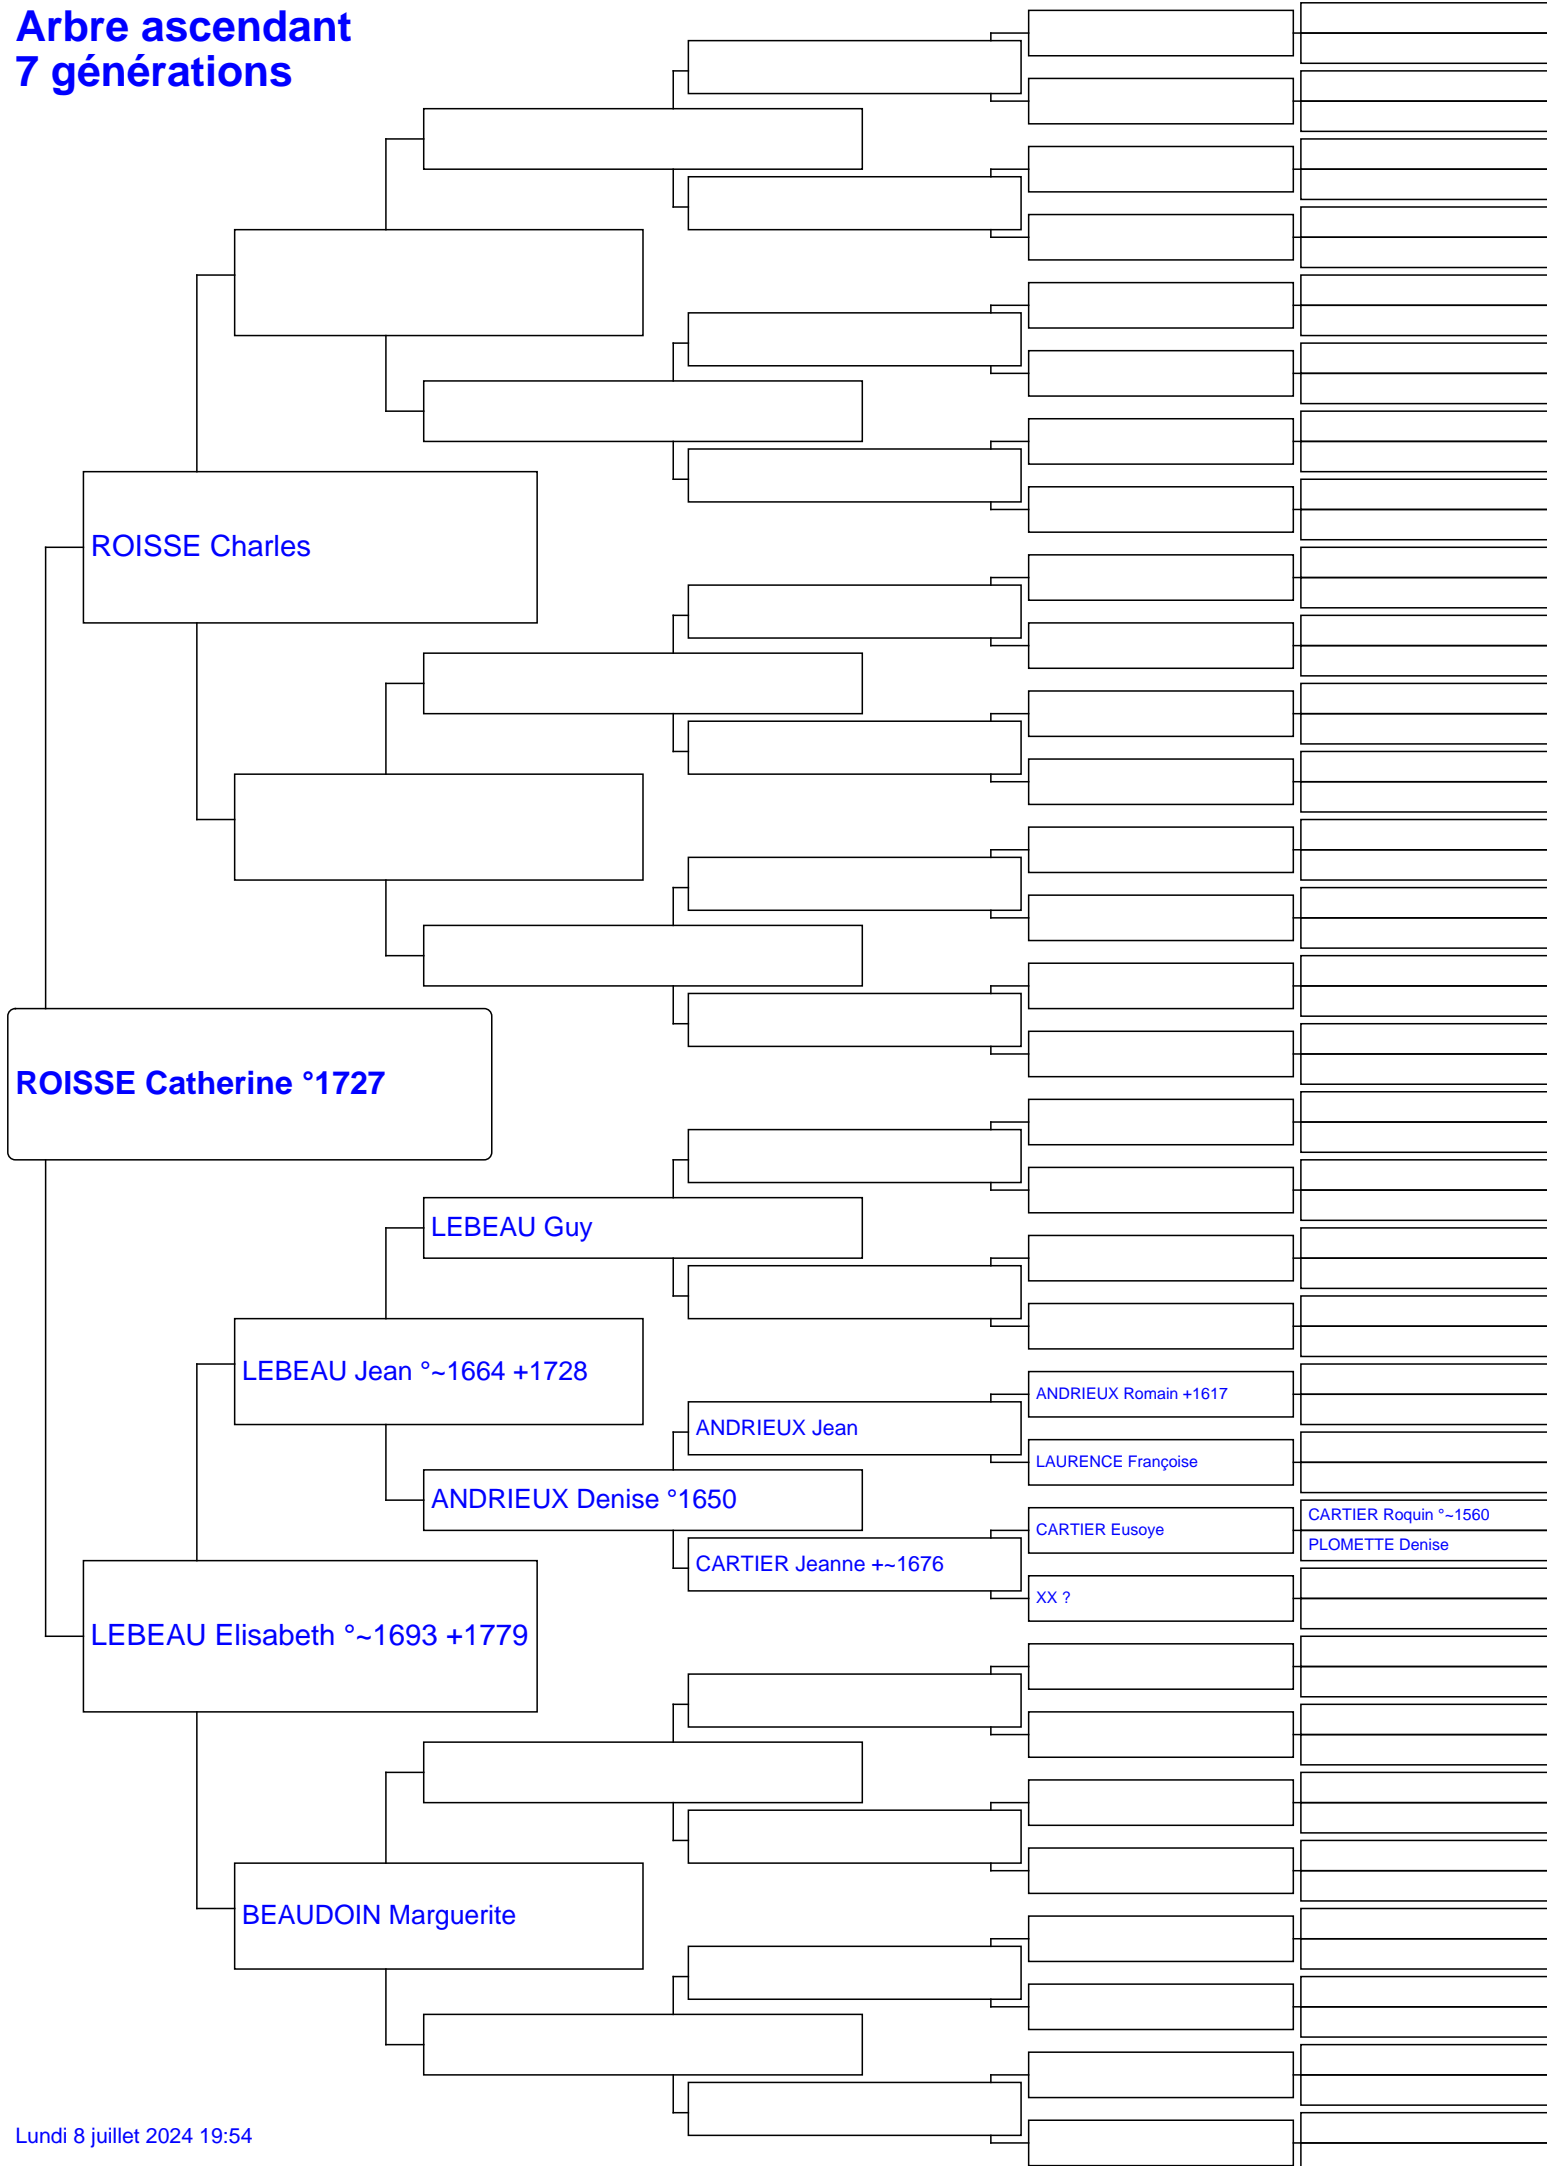 Arbre ascendant
7 générations
ROISSE Charles
ROISSE Catherine °1727
LEBEAU Guy
LEBEAU Jean °~1664 +1728
ANDRIEUX Romain +1617
ANDRIEUX Jean
LAURENCE Françoise
ANDRIEUX Denise °1650
CARTIER Roquin °~1560
CARTIER Eusoye
PLOMETTE Denise
CARTIER Jeanne +~1676
XX ?
LEBEAU Elisabeth °~1693 +1779
BEAUDOIN Marguerite
Lundi 8 juillet 2024 19:54